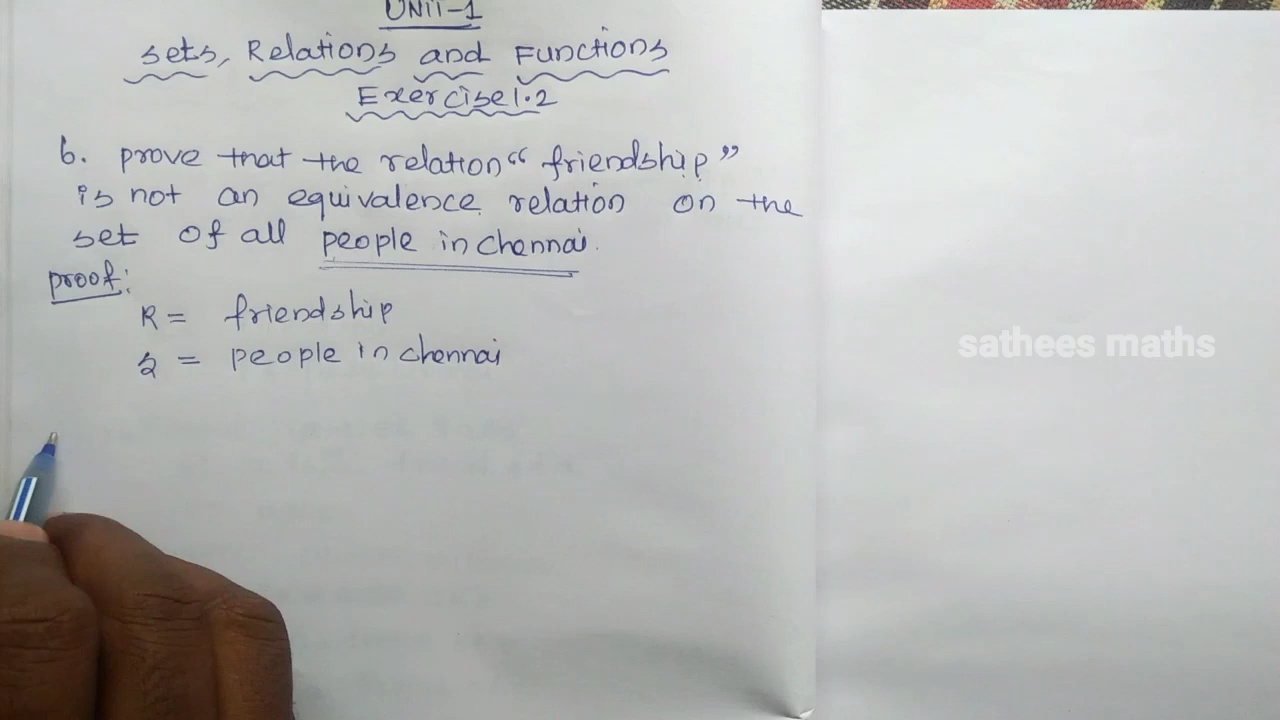 UNIT-1
Sets, Relations and Functions
Exercise 1.2
6. prove that the relation "friendship"
is not an equivalence relation on the
set of all people in chennai.
proof:
R = friendship
S = people in chennai
sathees maths